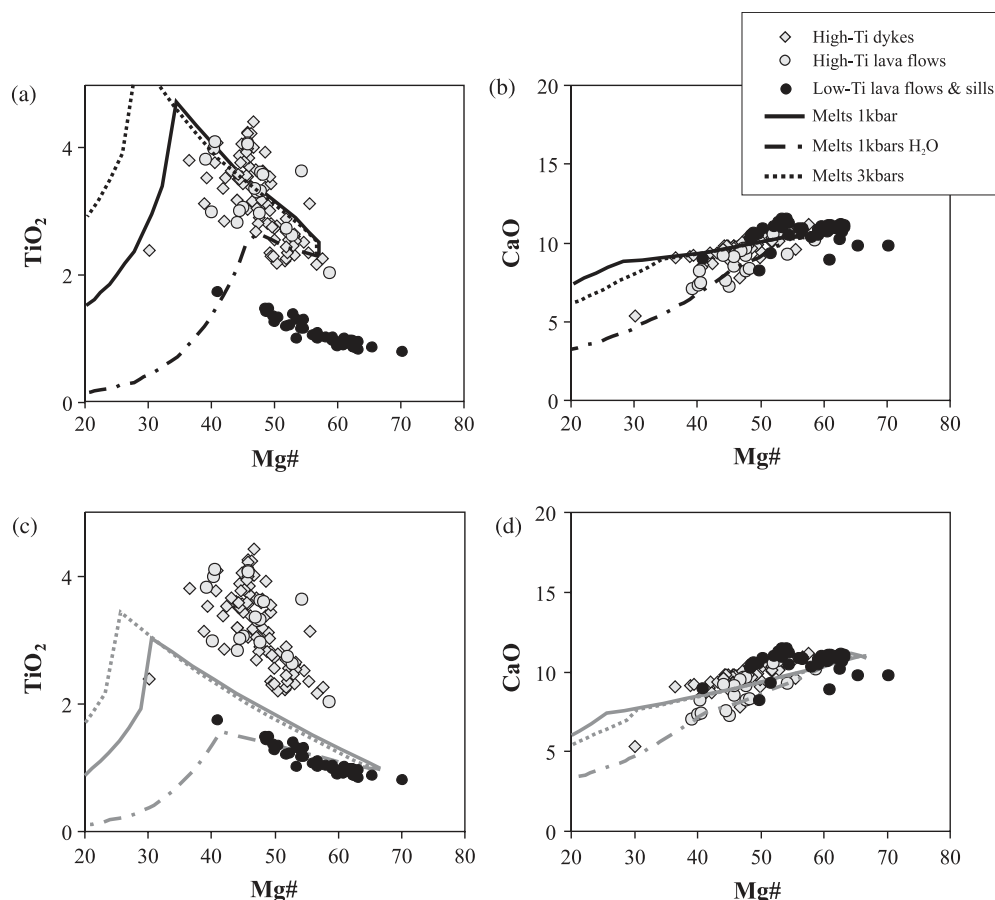 High-Ti dykes
High-Ti lava flows
Low-Ti lava flows & sills
Melts 1kbar
Melts 1kbars H₂O
Melts 3kbars
(a)
TiO₂
4
2
0
20 30 40 50 60 70 80
Mg#
(b)
CaO
20
15
10
5
0
20 30 40 50 60 70 80
Mg#
(c)
TiO₂
4
2
0
20 30 40 50 60 70 80
Mg#
(d)
CaO
20
15
10
5
0
20 30 40 50 60 70 80
Mg#